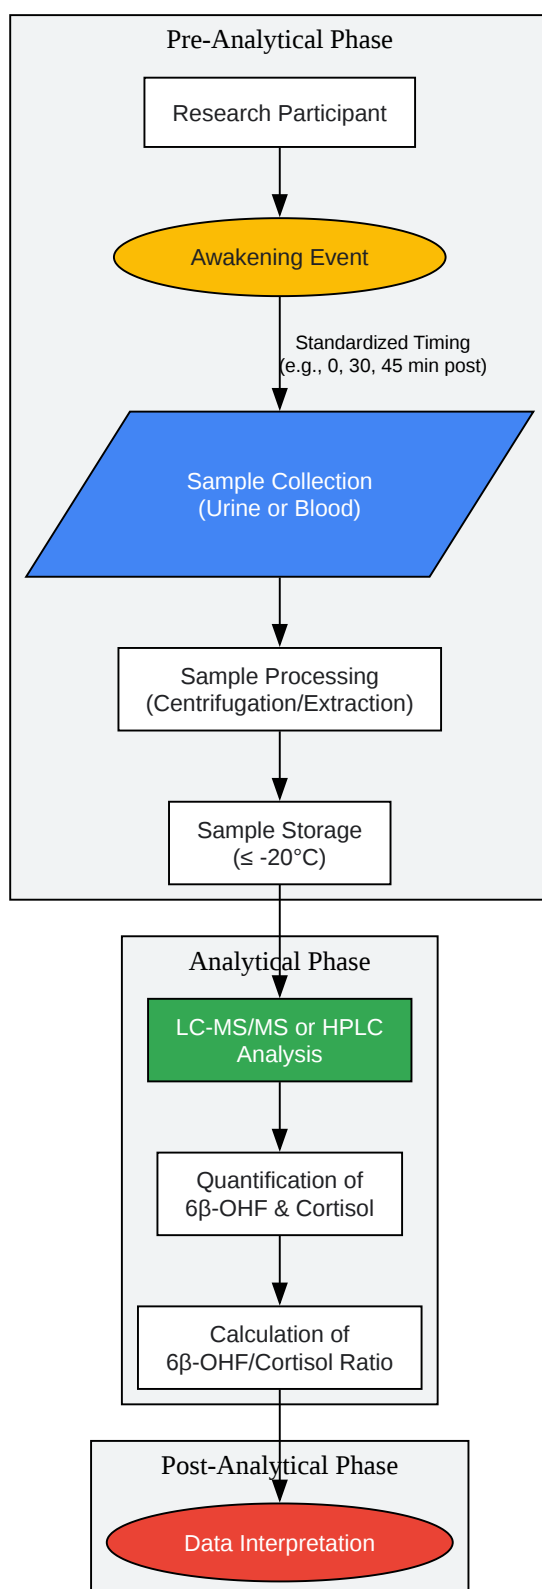 Pre-Analytical Phase
Research Participant
Awakening Event
Standardized Timing
(e.g., 0, 30, 45 min post)
Sample Collection
(Urine or Blood)
Sample Processing
(Centrifugation/Extraction)
Sample Storage
(≤ -20°C)
Analytical Phase
LC-MS/MS or HPLC
Analysis
Quantification of
6β-OHF & Cortisol
Calculation of
6β-OHF/Cortisol Ratio
Post-Analytical Phase
Data Interpretation